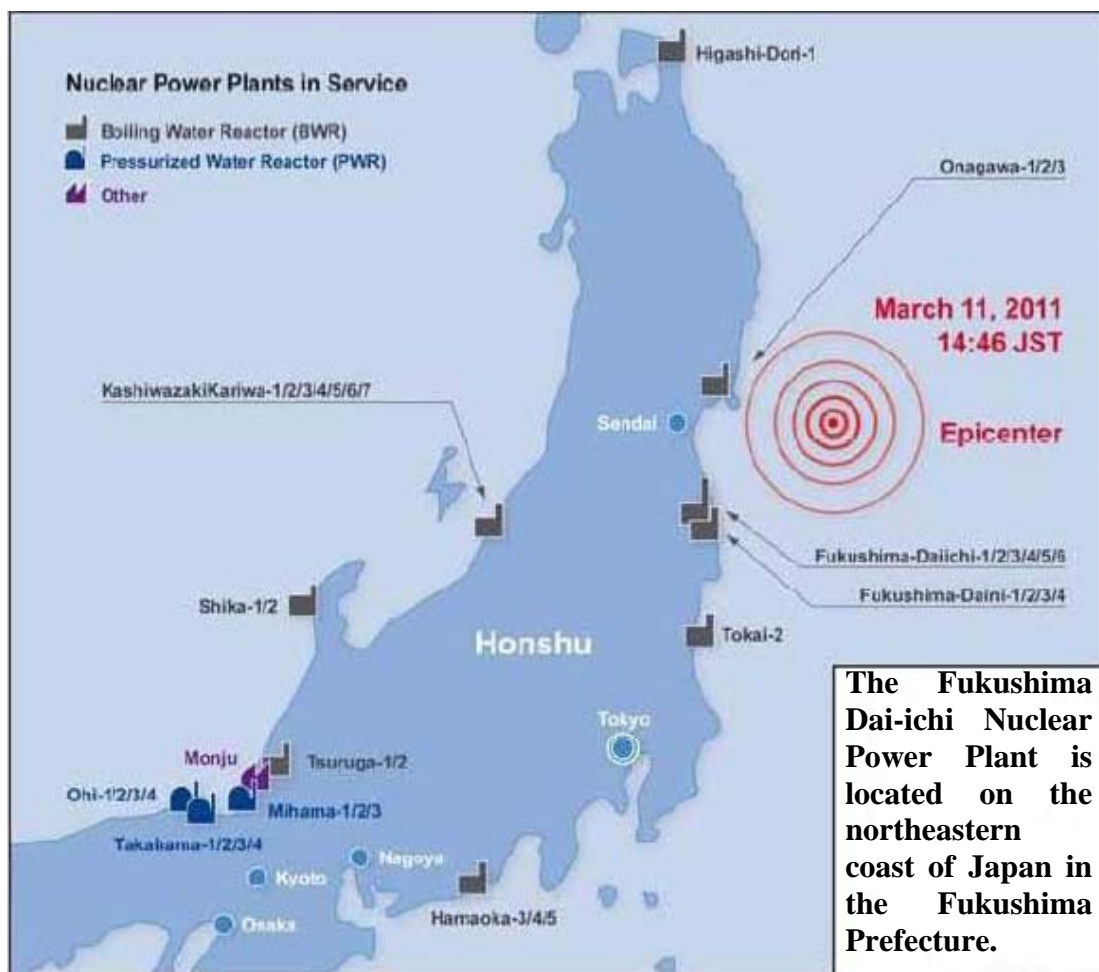 Higashi-Dori-1
Nuclear Power Plants in Service
Boiling Water Reactor (BWR)
Pressurized Water Reactor (PWR)
Other
Onagawa-1/2/3
March 11, 2011
14:46 JST
KashiwazakiKariwa-1/2/3/4/5/6/7
Sendai
Epicenter
Fukushima-Daiichi-1/2/3/4/5/6
Fukushima-Daini-1/2/3/4
Shika-1/2
Honshu
Tokai-2
Tokyo
Monju
Tsuruga-1/2
Ohi-1/2/3/4
Mihama-1/2/3
Takahama-1/2/3/4
Nagoya
Kyoto
Hamaoka-3/4/5
Osaka
The Fukushima
Dai-ichi Nuclear
Power Plant is
located on the
northeastern
coast of Japan in
the Fukushima
Prefecture.